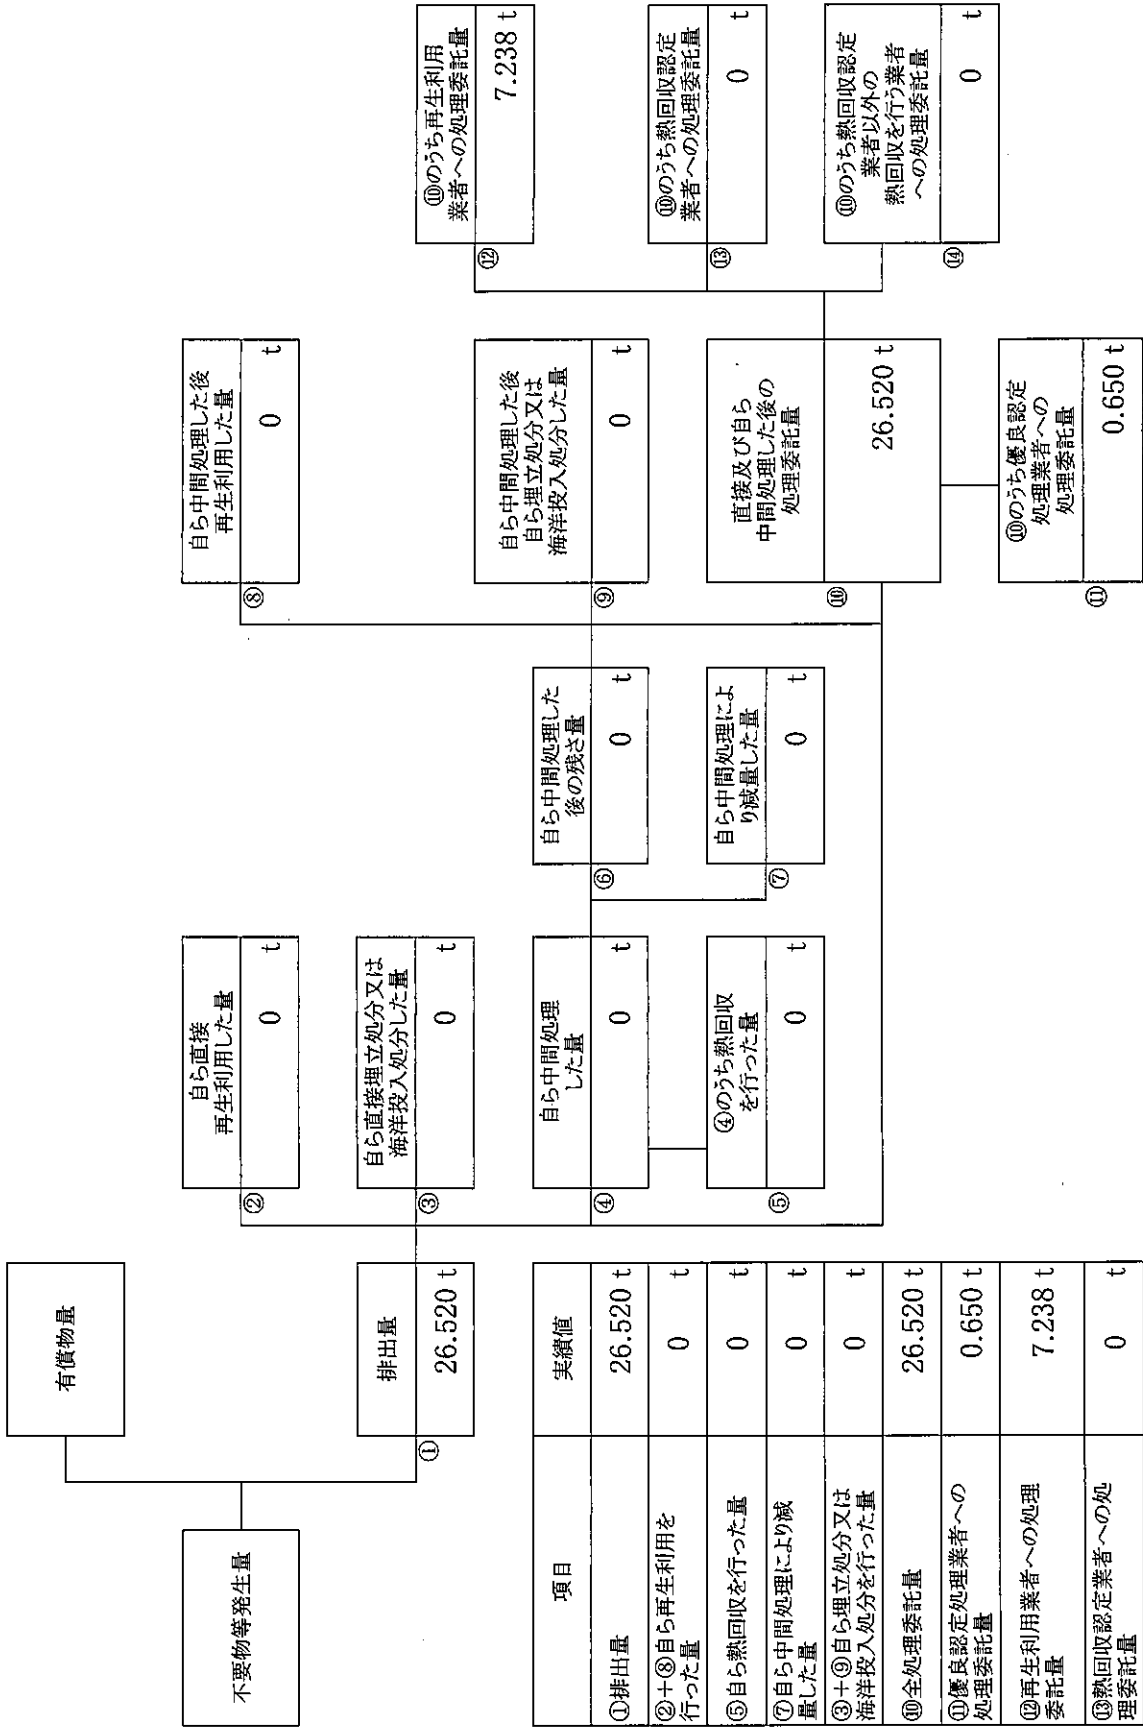 不要物等発生量
有償物量
①
排出量
26.520 t
②
自ら直接
再生利用した量
0 t
③
自ら直接埋立処分又は
海洋投入処分した量
0 t
④
自ら中間処理
した量
0 t
⑤
④のうち熱回収
を行った量
0 t
⑥
自ら中間処理した
後の残さ量
0 t
⑦
自ら中間処理によ
り減量した量
0 t
⑧
自ら中間処理した後
再生利用した量
0 t
⑨
自ら中間処理した後
自ら埋立処分又は
海洋投入処分した量
0 t
⑩
直接及び自ら
中間処理した後の
処理委託量
26.520 t
⑪
⑩のうち優良認定
処理業者への
処理委託量
0.650 t
⑫
⑩のうち再生利用
業者への処理委託量
7.238 t
⑬
⑩のうち熱回収認定
業者への処理委託量
0 t
⑭
⑩のうち熱回収認定
業者以外の
熱回収を行う業者
への処理委託量
0 t
項目 実績値
①排出量 26.520 t
②+⑧自ら再生利用を
行った量 0 t
⑤自ら熱回収を行った量 0 t
⑦自ら中間処理により減
量した量 0 t
③+⑨自ら埋立処分又は
海洋投入処分を行った量 0 t
⑩全処理委託量 26.520 t
⑪優良認定処理業者への
処理委託量 0.650 t
⑫再生利用業者への処理
委託量 7.238 t
⑬熱回収認定業者への処
理委託量 0 t